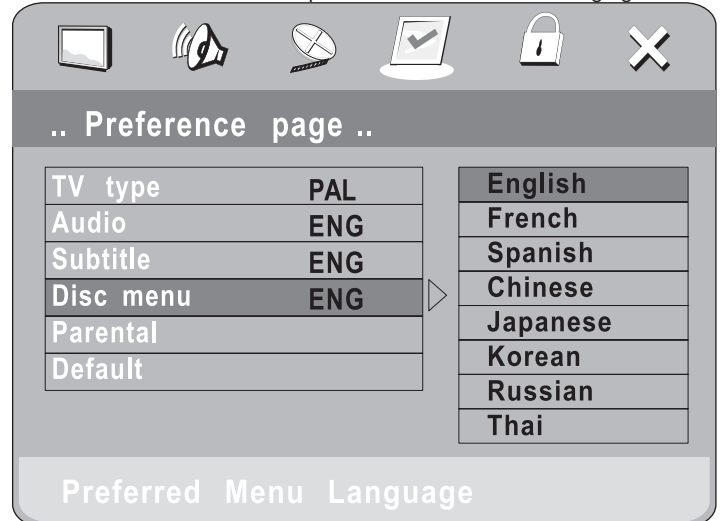 .. Preference page ..
TV type PAL
Audio ENG
Subtitle ENG
Disc menu ENG
Parental
Default
English
French
Spanish
Chinese
Japanese
Korean
Russian
Thai
Preferred Menu Language